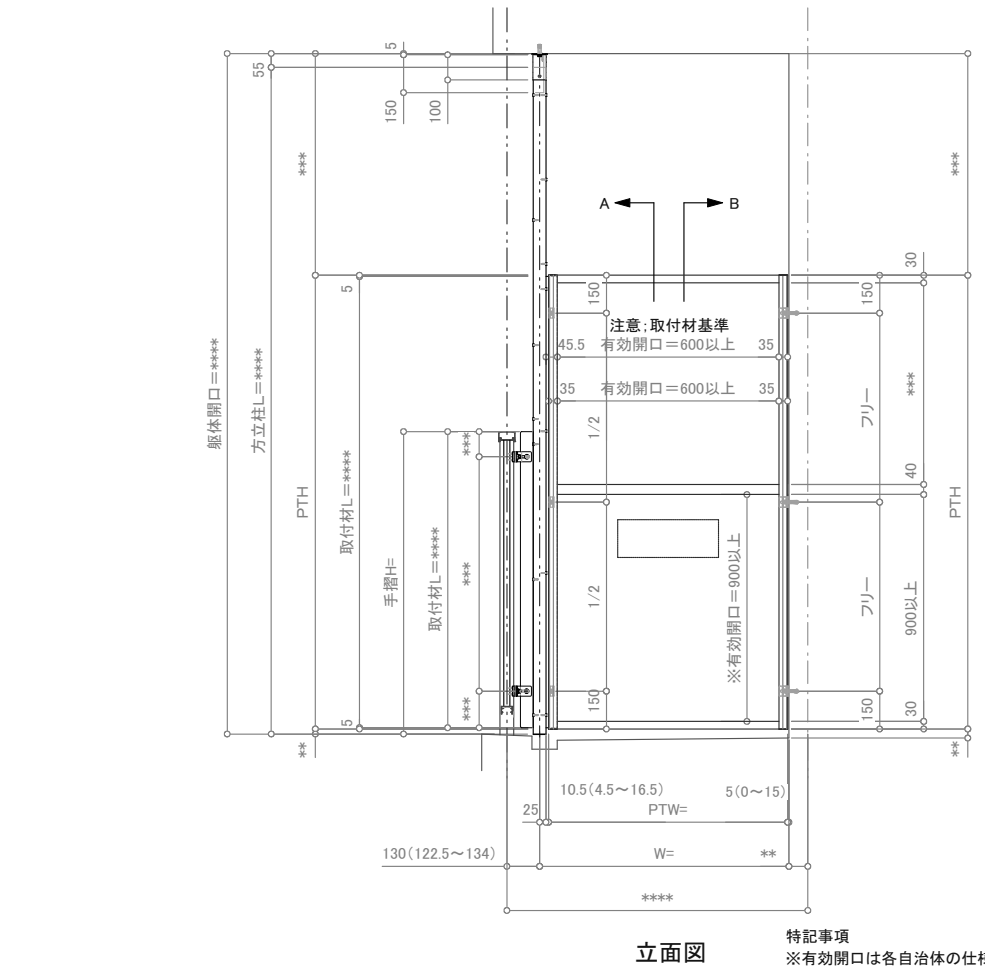 5
55
150
100
***
***
A
B
30
5
150
150
注意;取付材基準
45.5 有効開口=600以上 35
35 有効開口=600以上 35
躯体開口=****
方立柱L=****
PTH
取付材L=****
手摺H=
取付材L=****
***
***
***
1/2
1/2
フリー
フリー
***
40
PTH
※有効開口=900以上
900以上
5
150
150
30
**
**
10.5(4.5~16.5)
5(0~15)
25
PTW=
130(122.5~134)
W=
**
****
立面図
特記事項
※有効開口は各自治体の仕